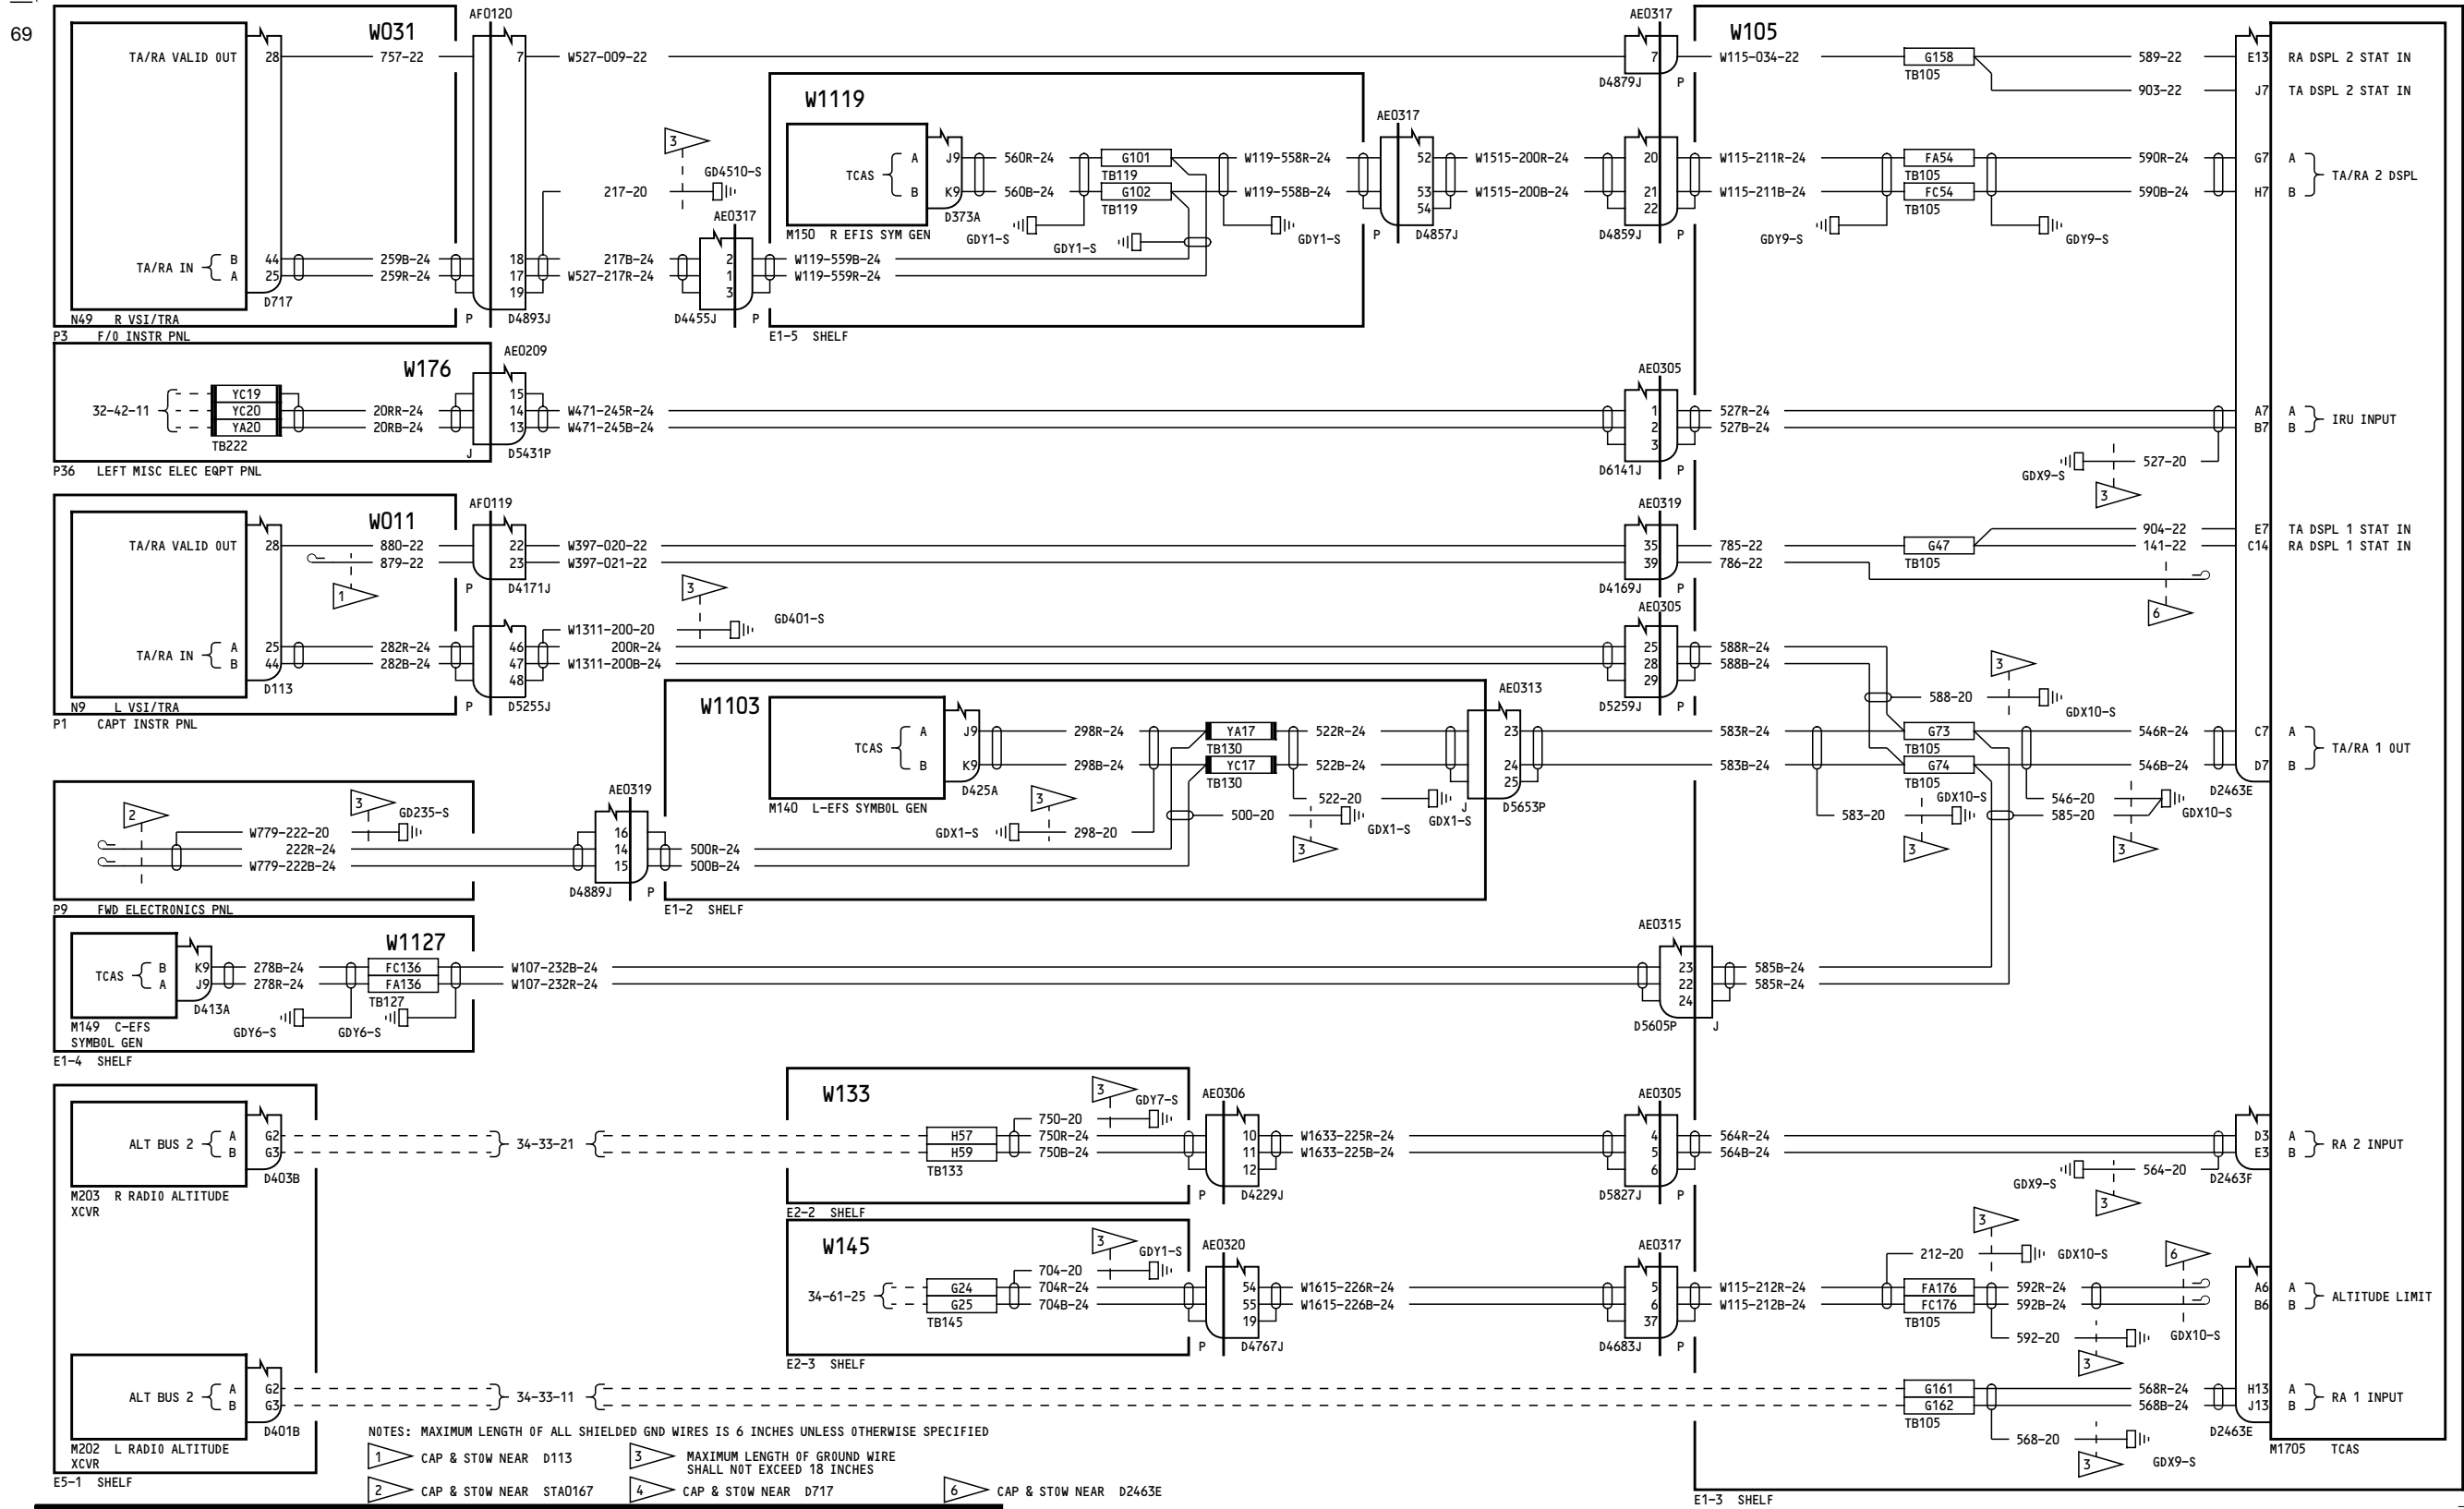 69
W031
AF0120
AE0317
W105
TA/RA VALID OUT 28 757-22 7 W527-009-22 7 W115-034-22 G158 589-22 E13 RA DSPL 2 STAT IN
TB105
D4879J P
903-22 J7 TA DSPL 2 STAT IN
W1119
AE0317
3
GD4510-S
217-20
TCAS A J9 560R-24 G101 W119-558R-24 52 W1515-200R-24 20 W115-211R-24 FA54 590R-24 G7 A
TB119 TB105 TA/RA 2 DSPL
B K9 560B-24 G102 W119-558B-24 53 W1515-200B-24 21 W115-211B-24 FC54 590B-24 H7 B
54 22
D373A TB119 TB105
M150 R EFIS SYM GEN
GDY1-S GDY1-S GDY1-S
P D4857J D4859J P
GDY9-S GDY9-S
AE0317
TA/RA IN B 44 259B-24 18 217B-24 2 W119-559B-24
A 25 259R-24 17 W527-217R-24 1 W119-559R-24
19 3
D717
N49 R VSI/TRA P D4893J D4455J P
P3 F/O INSTR PNL
E1-5 SHELF
W176
AE0209
AE0305
32-42-11
YC19 15
YC20 20RR-24 14 W471-245R-24 1 527R-24 A7 A
YA20 20RB-24 13 W471-245B-24 2 527B-24 B7 B
IRU INPUT
3
TB222
J D5431P D6141J P
GDX9-S 527-20
3
P36 LEFT MISC ELEC EQPT PNL
W011
AF0119
AE0319
904-22 E7 TA DSPL 1 STAT IN
TA/RA VALID OUT 28 880-22 22 W397-020-22 35 785-22 G47 141-22 C14 RA DSPL 1 STAT IN
879-22 23 W397-021-22 39 786-22
TB105
1
P D4171J
3
D4169J P
6
AE0305
W1311-200-20 GD401-S
TA/RA IN A 25 282R-24 46 200R-24 25 588R-24
B 44 282B-24 47 W1311-200B-24 28 588B-24
48 29
D113
3
N9 L VSI/TRA P D5255J D5259J P
P1 CAPT INSTR PNL
588-20 GDX10-S
W1103
AE0313
TCAS A J9 298R-24 YA17 522R-24 23 583R-24 G73 546R-24 C7 A
TB130 TB105 TA/RA 1 OUT
B K9 298B-24 YC17 522B-24 24 583B-24 G74 546B-24 D7 B
25
D425A TB130 TB105 D2463E
M140 L-EFS SYMBOL GEN
3
522-20 J D5653P
GDX10-S 546-20
GDX1-S 298-20 500-20 GDX1-S GDX1-S
583-20 585-20 GDX10-S
3 3 3
AE0319
2 3 GD235-S
W779-222-20 16
222R-24 14 500R-24
W779-222B-24 15 500B-24
D4889J P
P9 FWD ELECTRONICS PNL
E1-2 SHELF
W1127
AE0315
TCAS B K9 278B-24 FC136 W107-232B-24 23 585B-24
A J9 278R-24 FA136 W107-232R-24 22 585R-24
24
D413A TB127
M149 C-EFS SYMBOL GEN
GDY6-S GDY6-S
D5605P J
E1-4 SHELF
W133
3 GDY7-S
AE0306
AE0305
750-20
ALT BUS 2 A G2 34-33-21 H57 750R-24 10 W1633-225R-24 4 564R-24 D3 A
B G3 H59 750B-24 11 W1633-225B-24 5 564B-24 E3 B
RA 2 INPUT
12 6
D403B TB133
M203 R RADIO ALTITUDE XCVR
P D4229J D5827J P
GDX9-S 564-20 D2463F
3
E2-2 SHELF
W145
3 GDY1-S
AE0320
AE0317
3
704-20
212-20 GDX10-S
6
34-61-25 G24 704R-24 54 W1615-226R-24 5 W115-212R-24 FA176 592R-24 A6 A
G25 704B-24 55 W1615-226B-24 6 W115-212B-24 FC176 592B-24 B6 B
ALTITUDE LIMIT
19 37
TB145 TB105
P D4767J D4683J P
592-20 GDX10-S
3
E2-3 SHELF
ALT BUS 2 A G2 34-33-11 G161 568R-24 H13 A
B G3 G162 568B-24 J13 B
RA 1 INPUT
D401B TB105 D2463E
M202 L RADIO ALTITUDE XCVR
568-20 GDX9-S
3
M1705 TCAS
E5-1 SHELF
E1-3 SHELF
NOTES: MAXIMUM LENGTH OF ALL SHIELDED GND WIRES IS 6 INCHES UNLESS OTHERWISE SPECIFIED
1 CAP & STOW NEAR D113
3 MAXIMUM LENGTH OF GROUND WIRE
SHALL NOT EXCEED 18 INCHES
2 CAP & STOW NEAR STA0167
4 CAP & STOW NEAR D717
6 CAP & STOW NEAR D2463E